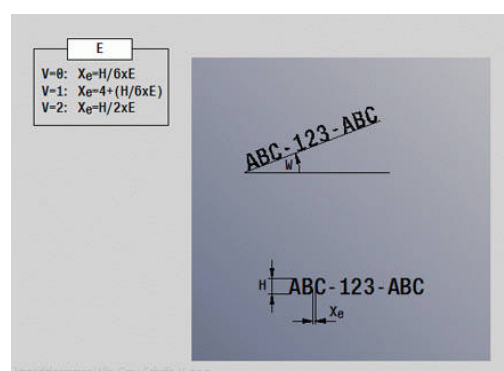 E
V=0: Xe=H/6xE
V=1: Xe=4+(H/6xE)
V=2: Xe=H/2xE
ABC-123-ABC
W
H
ABC-123-ABC
Xe